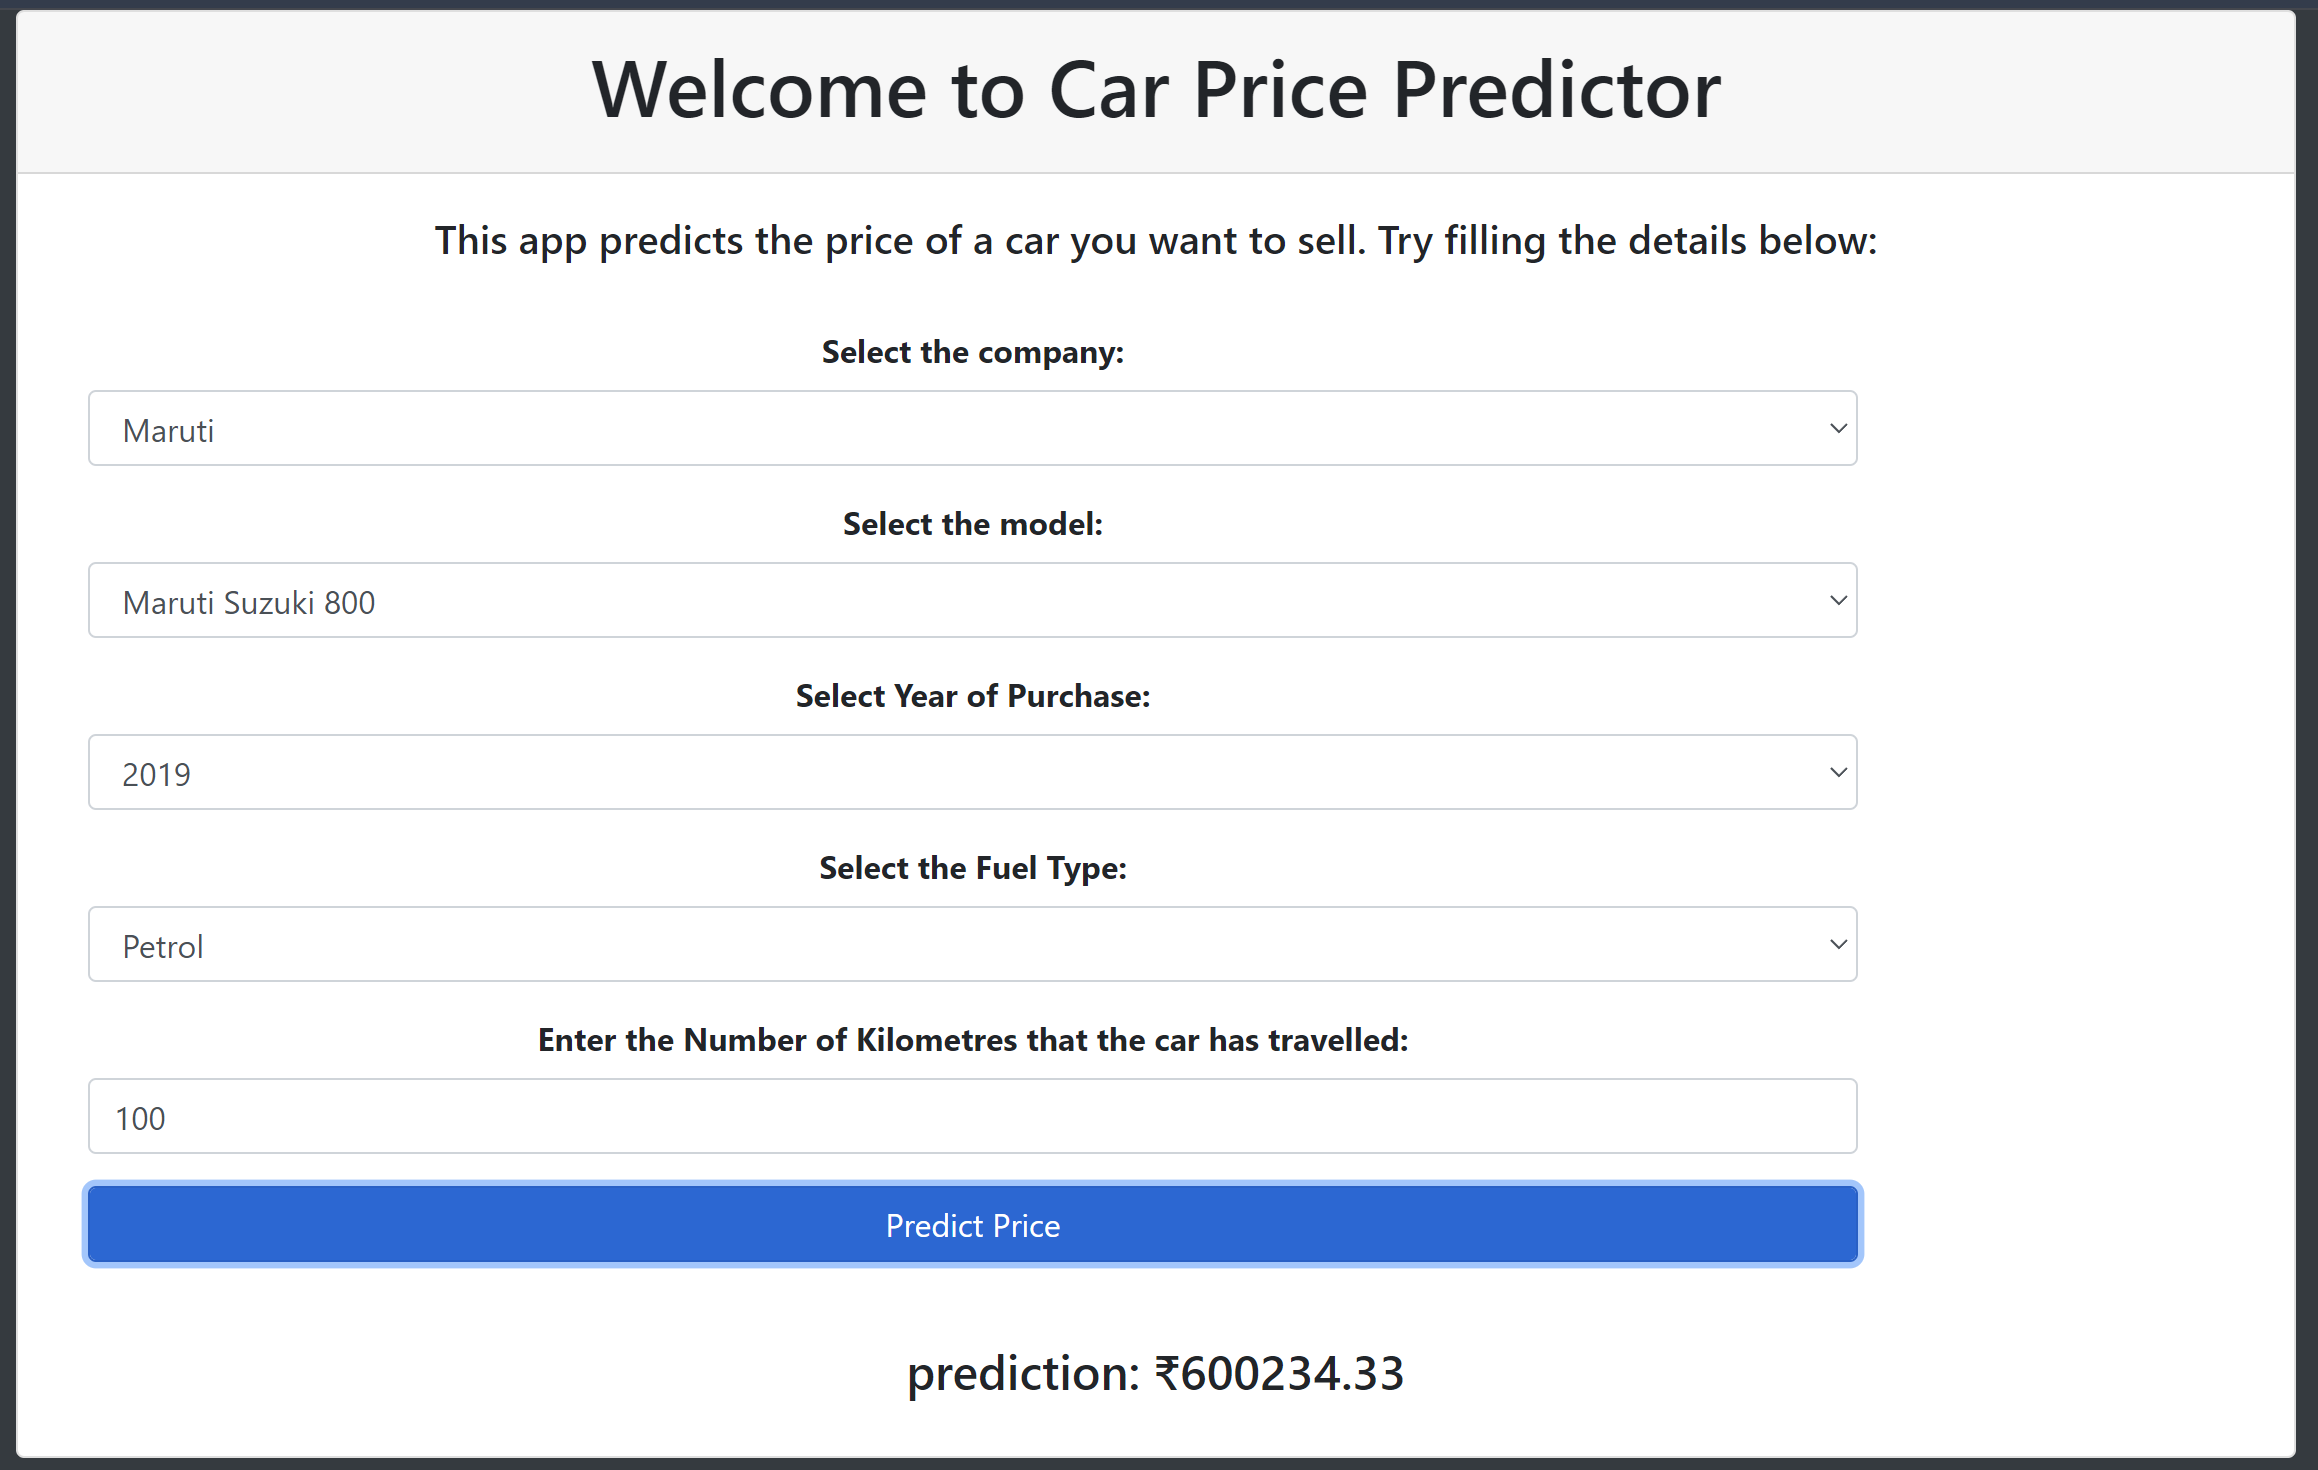 Welcome to Car Price Predictor
This app predicts the price of a car you want to sell. Try filling the details below:
Select the company:
Maruti
Select the model:
Maruti Suzuki 800
Select Year of Purchase:
2019
Select the Fuel Type:
Petrol
Enter the Number of Kilometres that the car has travelled:
100
Predict Price
prediction: ₹600234.33